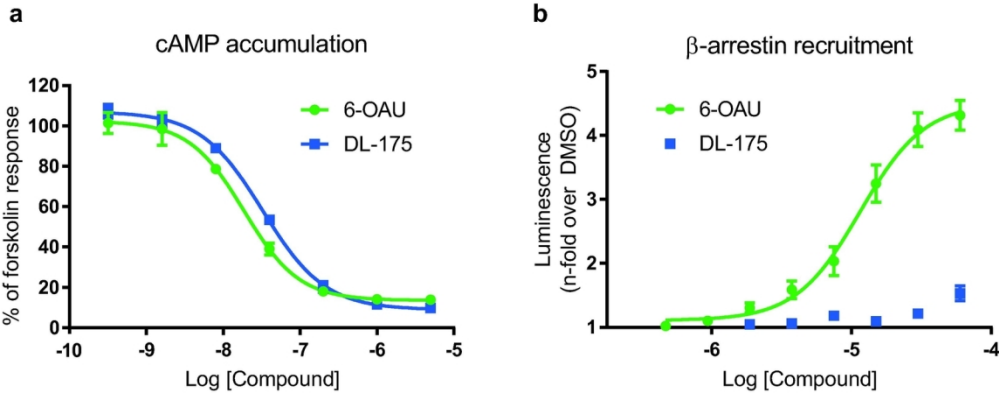 a
cAMP accumulation
% of forskolin response
120
100
80
60
40
20
0
6-OAU
DL-175
-10 -9 -8 -7 -6 -5
Log [Compound]
b
β-arrestin recruitment
Luminescence
(n-fold over DMSO)
5
4
3
2
1
6-OAU
DL-175
-6 -5 -4
Log [Compound]